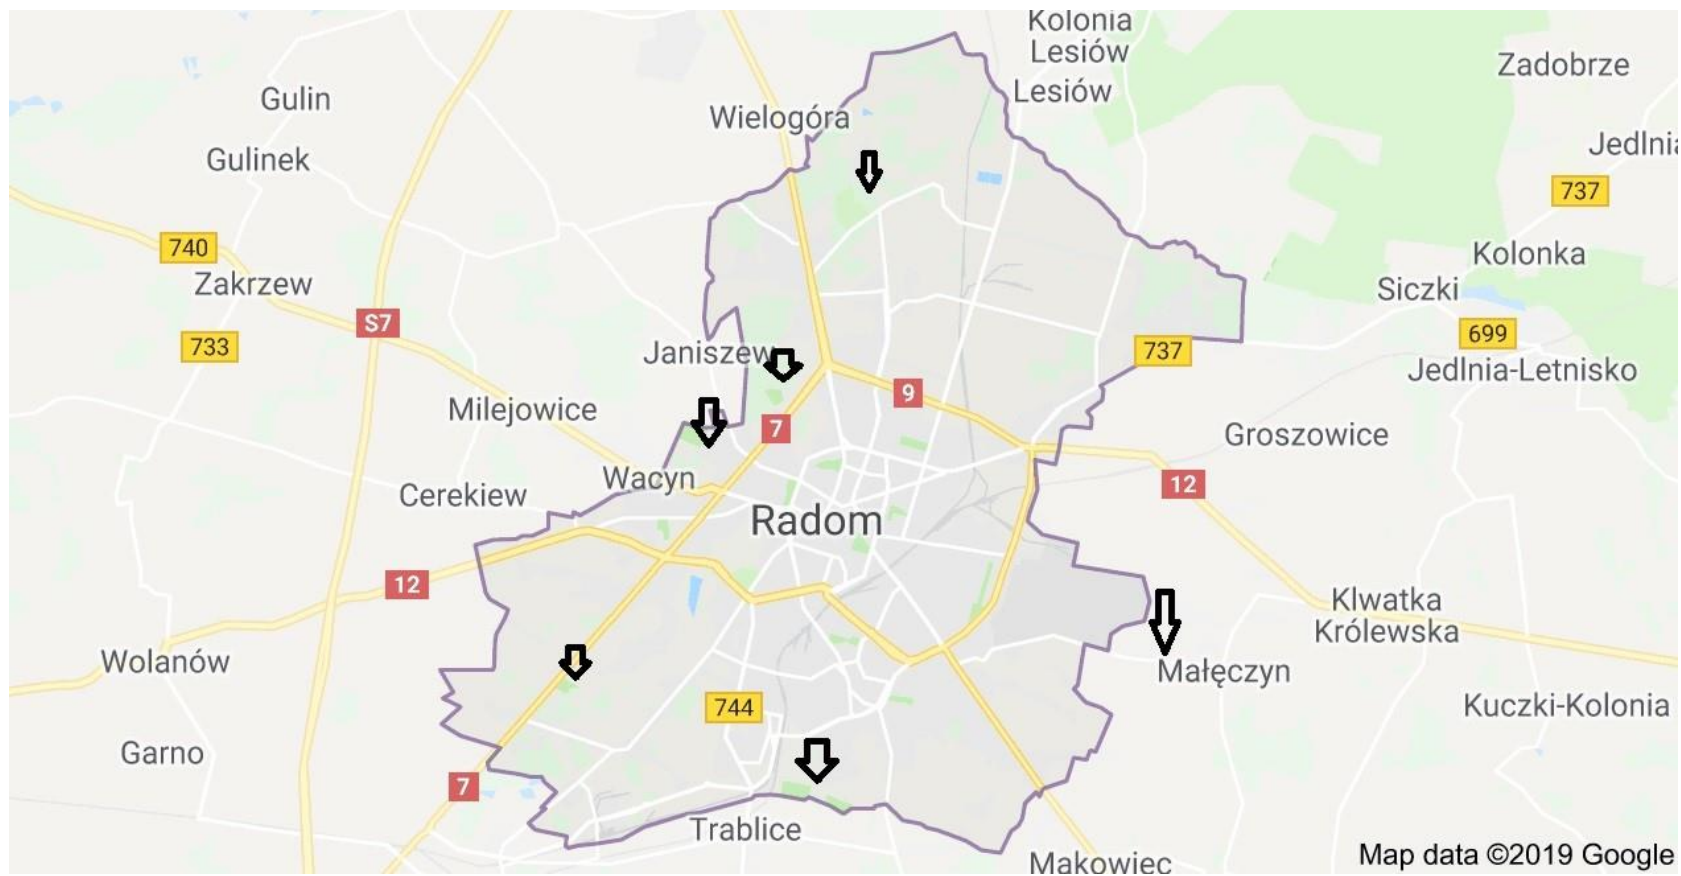 Kolonia
Lesiów
Zadobrze
Lesiów
Gulin
Wielogóra
Jedlni
Gulinek
737
740
Kolonka
Zakrzew
Siczki
S7
733
699
Janiszew
737
Jedlnia-Letnisko
9
Milejowice
7
Groszowice
Wacyn
12
Cerekiew
Radom
12
Klwatka
Królewska
Wolanów
Małęczyn
744
Kuczki-Kolonia
Garno
7
Trablice
Makowiec
Map data ©2019 Google